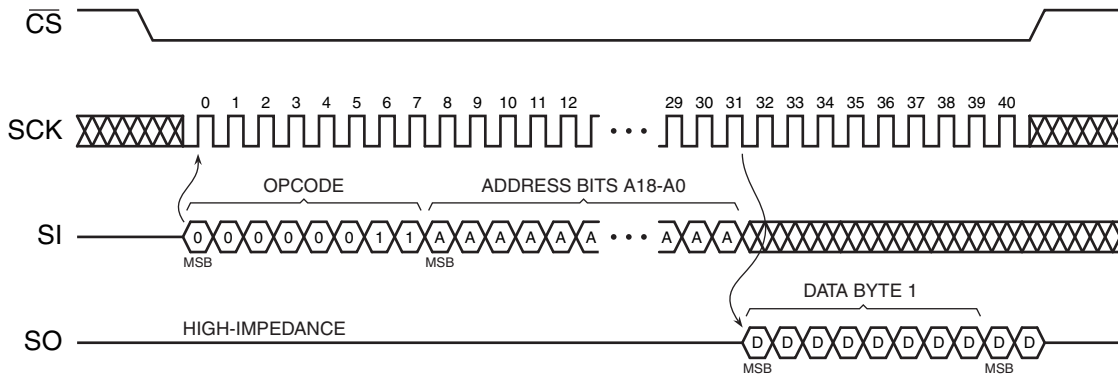 CS
0 1 2 3 4 5 6 7 8 9 10 11 12 29 30 31 32 33 34 35 36 37 38 39 40
SCK
OPCODE ADDRESS BITS A18-A0
SI 0 0 0 0 0 0 1 1 A A A A A A • • • A A A
MSB MSB
DATA BYTE 1
HIGH-IMPEDANCE
SO D D D D D D D D D D
MSB MSB